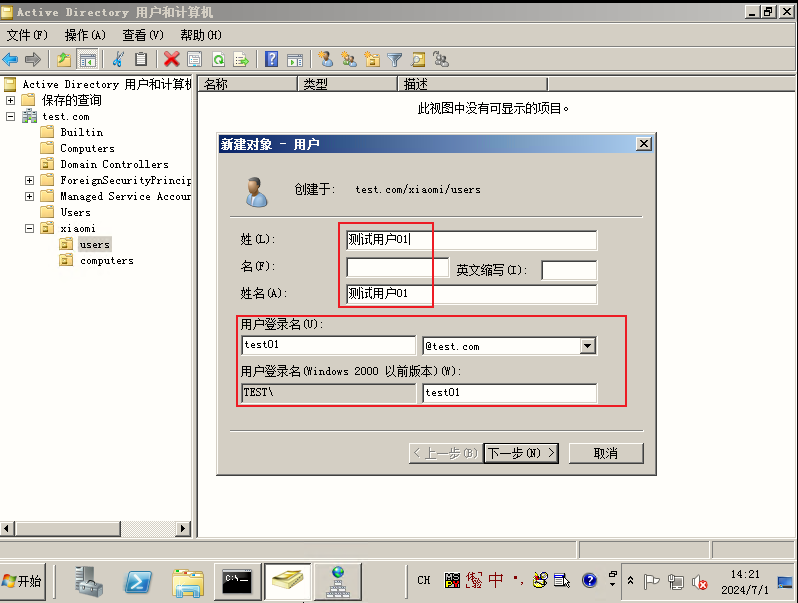 Active Directory 用户和计算机
文件(F) 操作(A) 查看(V) 帮助(H)
Active Directory 用户和计算机
保存的查询
test.com
Builtin
Computers
Domain Controllers
ForeignSecurityPrincip
Managed Service Accoun
Users
xiaomi
users
computers
名称 类型 描述
此视图中没有可显示的项目。
新建对象 - 用户
创建于: test.com/xiaomi/users
姓(L): 测试用户01
名(F): 英文缩写(I):
姓名(A): 测试用户01
用户登录名(U):
test01 @test.com
用户登录名(Windows 2000 以前版本)(W):
TEST\ test01
< 上一步(B) 下一步(N) > 取消
开始 C:\_ CH 中 14:21
2024/7/1